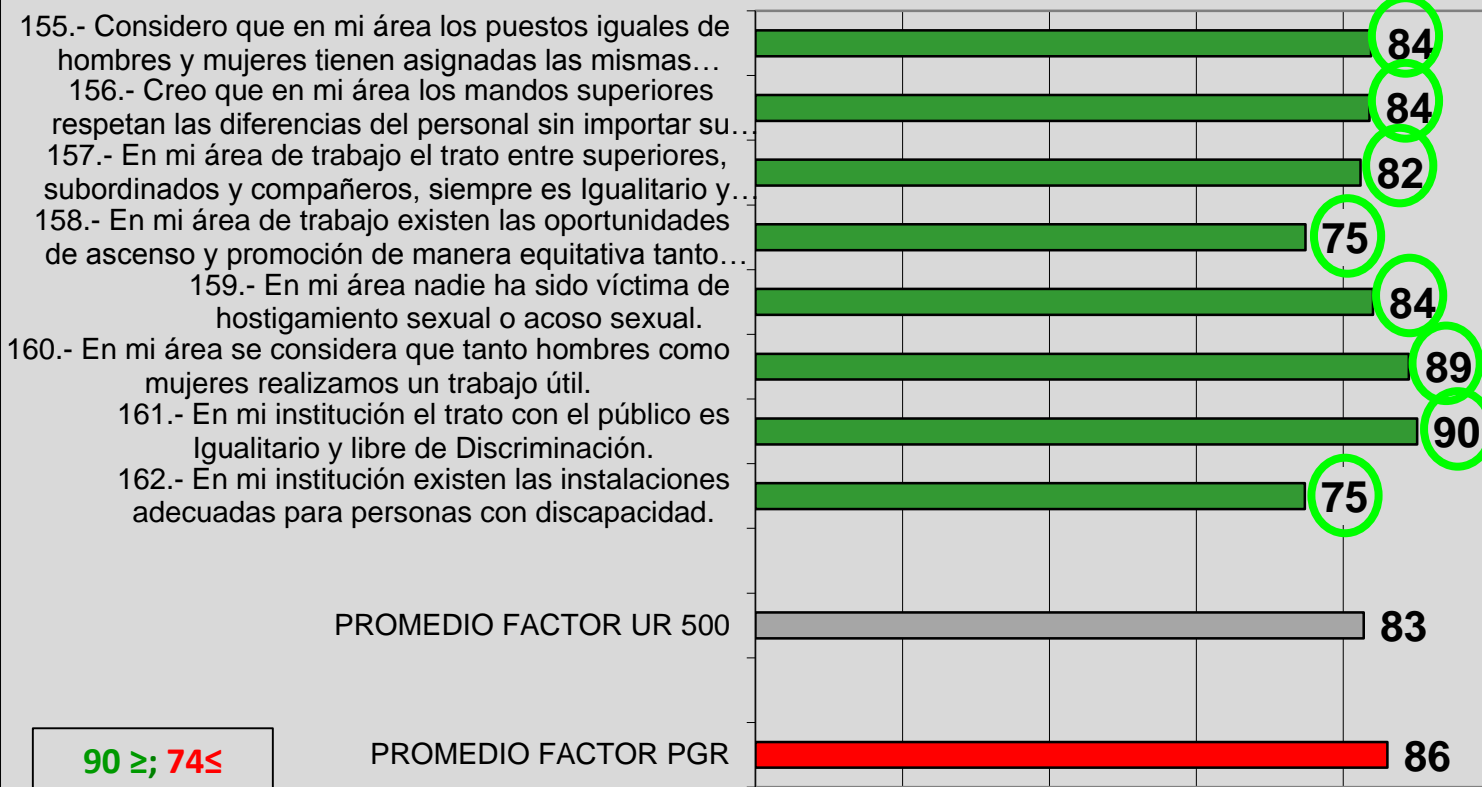 155.- Considero que en mi área los puestos iguales de
hombres y mujeres tienen asignadas las mismas…
84
156.- Creo que en mi área los mandos superiores
respetan las diferencias del personal sin importar su…
84
157.- En mi área de trabajo el trato entre superiores,
subordinados y compañeros, siempre es Igualitario y…
82
158.- En mi área de trabajo existen las oportunidades
de ascenso y promoción de manera equitativa tanto…
75
159.- En mi área nadie ha sido víctima de
hostigamiento sexual o acoso sexual.
84
160.- En mi área se considera que tanto hombres como
mujeres realizamos un trabajo útil.
89
161.- En mi institución el trato con el público es
Igualitario y libre de Discriminación.
90
162.- En mi institución existen las instalaciones
adecuadas para personas con discapacidad.
75
PROMEDIO FACTOR UR 500
83
PROMEDIO FACTOR PGR
86
90 ≥; 74≤